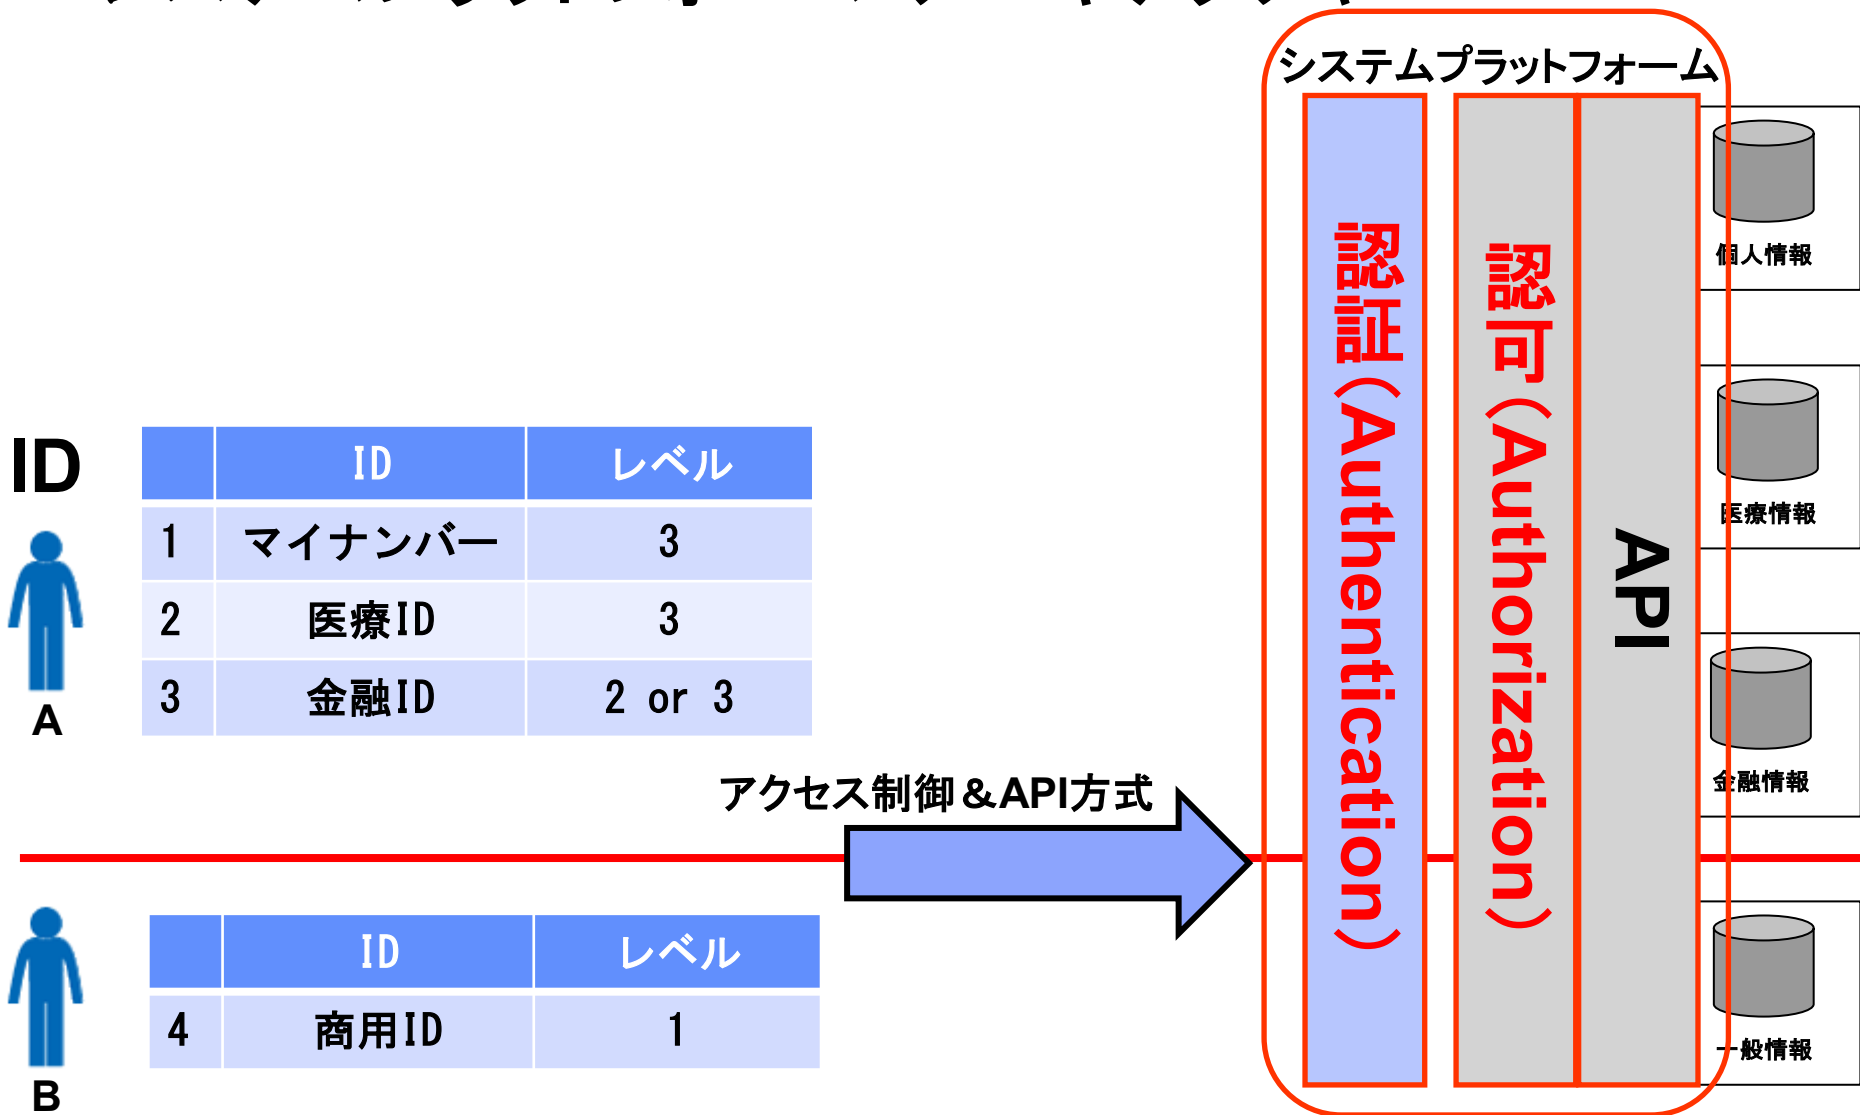 システムプラットフォーム
認証(Authentication)
認可(Authorization)
API
個人情報
医療情報
金融情報
一般情報
ID
A
ID レベル
1 マイナンバー 3
2 医療ID 3
3 金融ID 2 or 3
アクセス制御&API方式
B
ID レベル
4 商用ID 1